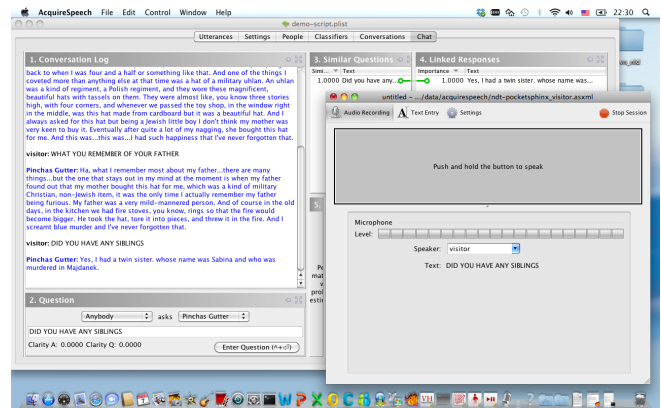 AcquireSpeech File Edit Control Window Help 22:30
demo-script.plist
Utterances Settings People Classifiers Conversations Chat
1. Conversation Log
back to when I was four and a half or something like that. And one of the things I
coveted more than anything else at that time was a hat of a military uhlan. An uhlan
was a kind of regiment, a Polish regiment, and they wore these magnificent,
beautiful hats with tassels on them. They were almost like, you know three stories
high, with four corners, and whenever we passed the toy shop, in the window right
in the middle, was this hat made from cardboard but it was a beautiful hat. And I
always asked for this hat but being a Jewish little boy I don't think my mother was
very keen to buy it. Eventually after quite a lot of my nagging, she bought this hat
for me. And this was...this was...I had such happiness that I've never forgotten that.
visitor: WHAT YOU REMEMBER OF YOUR FATHER
Pinchas Gutter: Ha, what I remember most about my father...there are many
things...but the one that stays out in my mind at the moment is when my father
found out that my mother bought this hat for me, which was a kind of military
Christian, non-Jewish item, it was the only time I actually remember my father
being furious. My father was a very mild-mannered person. And of course in the old
days, in the kitchen we had fire stoves, you know, rings so that the fire would
become bigger. He took the hat, tore it into pieces, and threw it in the fire. And I
screamt blue murder and I've never forgotten that.
visitor: DID YOU HAVE ANY SIBLINGS
Pinchas Gutter: Yes, I had a twin sister. whose name was Sabina and who was
murdered in Majdanek.
2. Question
Anybody asks Pinchas Gutter
DID YOU HAVE ANY SIBLINGS
Clarity A: 0.0000 Clarity Q: 0.0000 Enter Question (^+⏎)
3. Similar Questions
Simi... Text
1.0000 Did you have any...
4. Linked Responses
Importance Text
1.0000 Yes, I had a twin sister. whose name was...
5.
untitled - .../data/acquirespeech/ndt-pocketsphinx_visitor.asxml
Audio Recording Text Entry Settings Stop Session
Push and hold the button to speak
Microphone
Level:
Speaker: visitor
Text: DID YOU HAVE ANY SIBLINGS